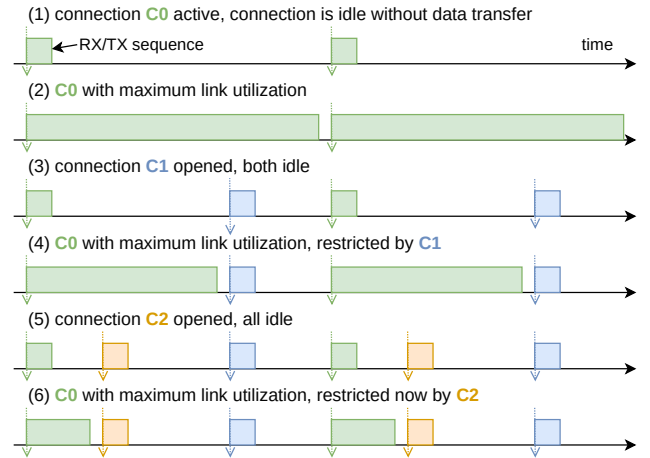 (1) connection C0 active, connection is idle without data transfer
RX/TX sequence
time
(2) C0 with maximum link utilization
(3) connection C1 opened, both idle
(4) C0 with maximum link utilization, restricted by C1
(5) connection C2 opened, all idle
(6) C0 with maximum link utilization, restricted now by C2